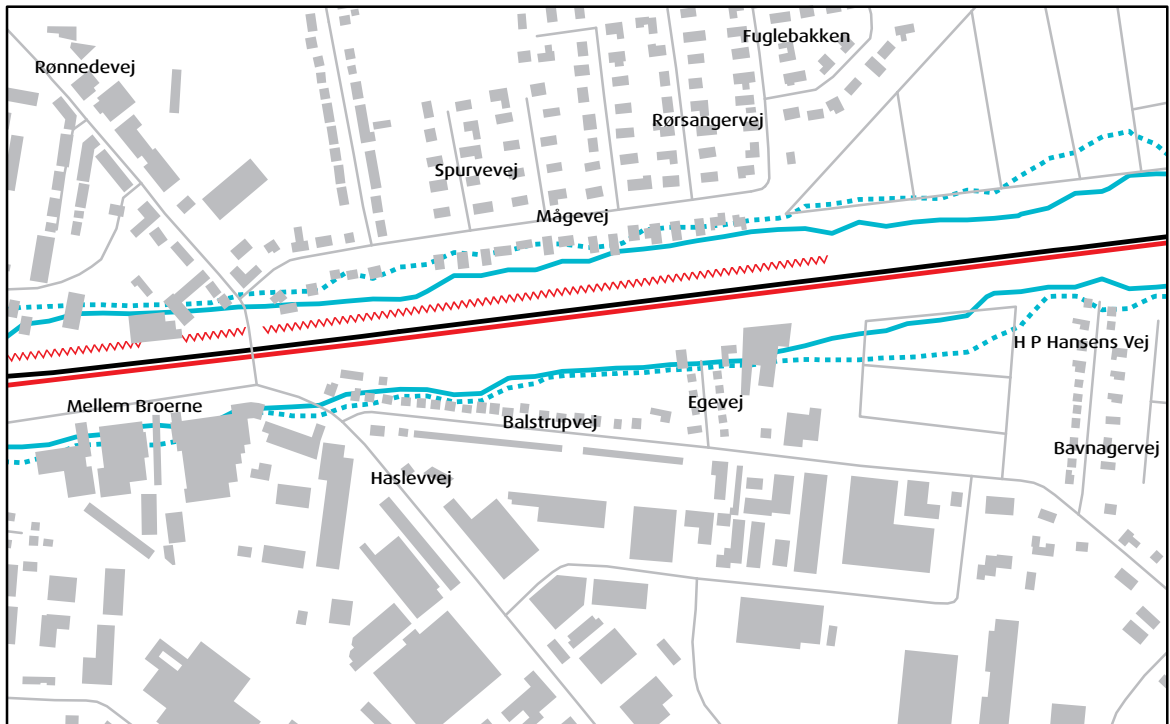 Fuglebakken
Rønnedevej
Rørsangervej
Spurvevej
Mågevej
H P Hansens Vej
Mellem Broerne
Egevej
Balstrupvej
Bavnagervej
Haslevvej